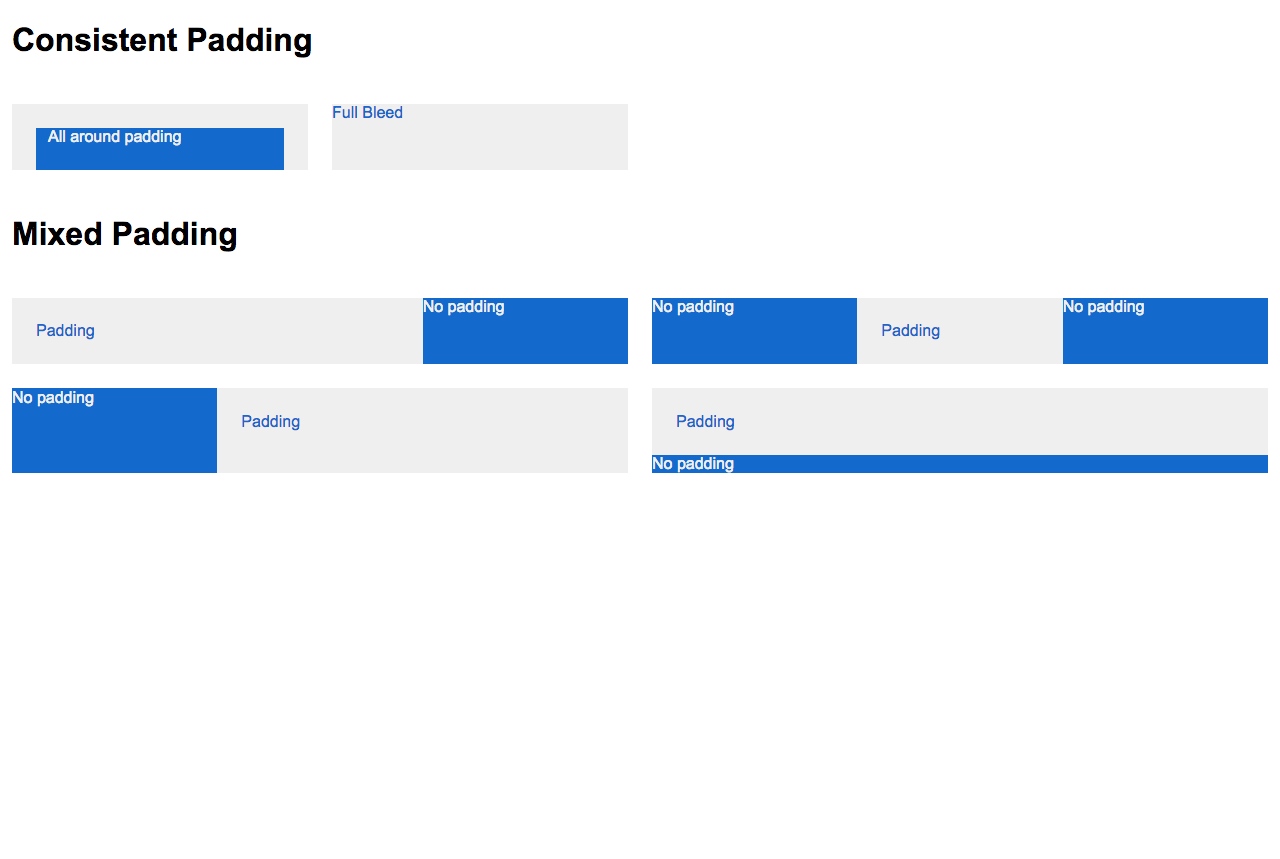 Consistent Padding
All around padding
Full Bleed
Mixed Padding
Padding
No padding
No padding
Padding
No padding
No padding
Padding
Padding
No padding